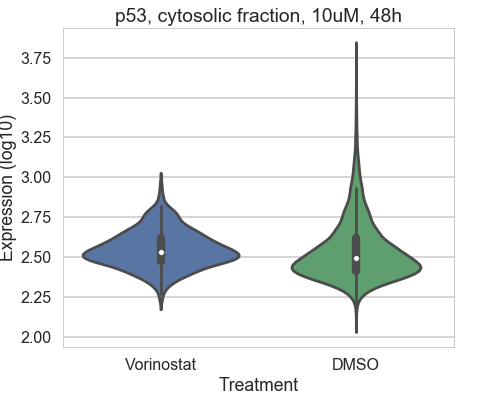 p53, cytosolic fraction, 10uM, 48h
Expression (log10)
3.75
3.50
3.25
3.00
2.75
2.50
2.25
2.00
Vorinostat DMSO
Treatment